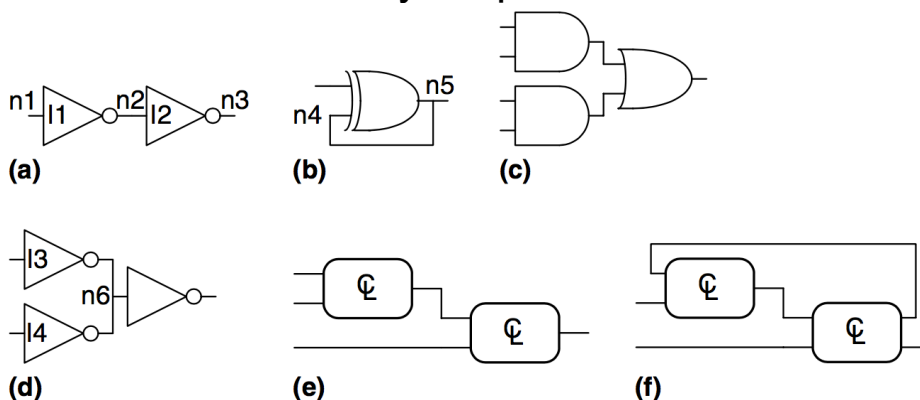 n1 I1 n2 I2 n3
n4 n5
(a) (b) (c)
I3
n6
I4
CL CL
CL CL
(d) (e) (f)